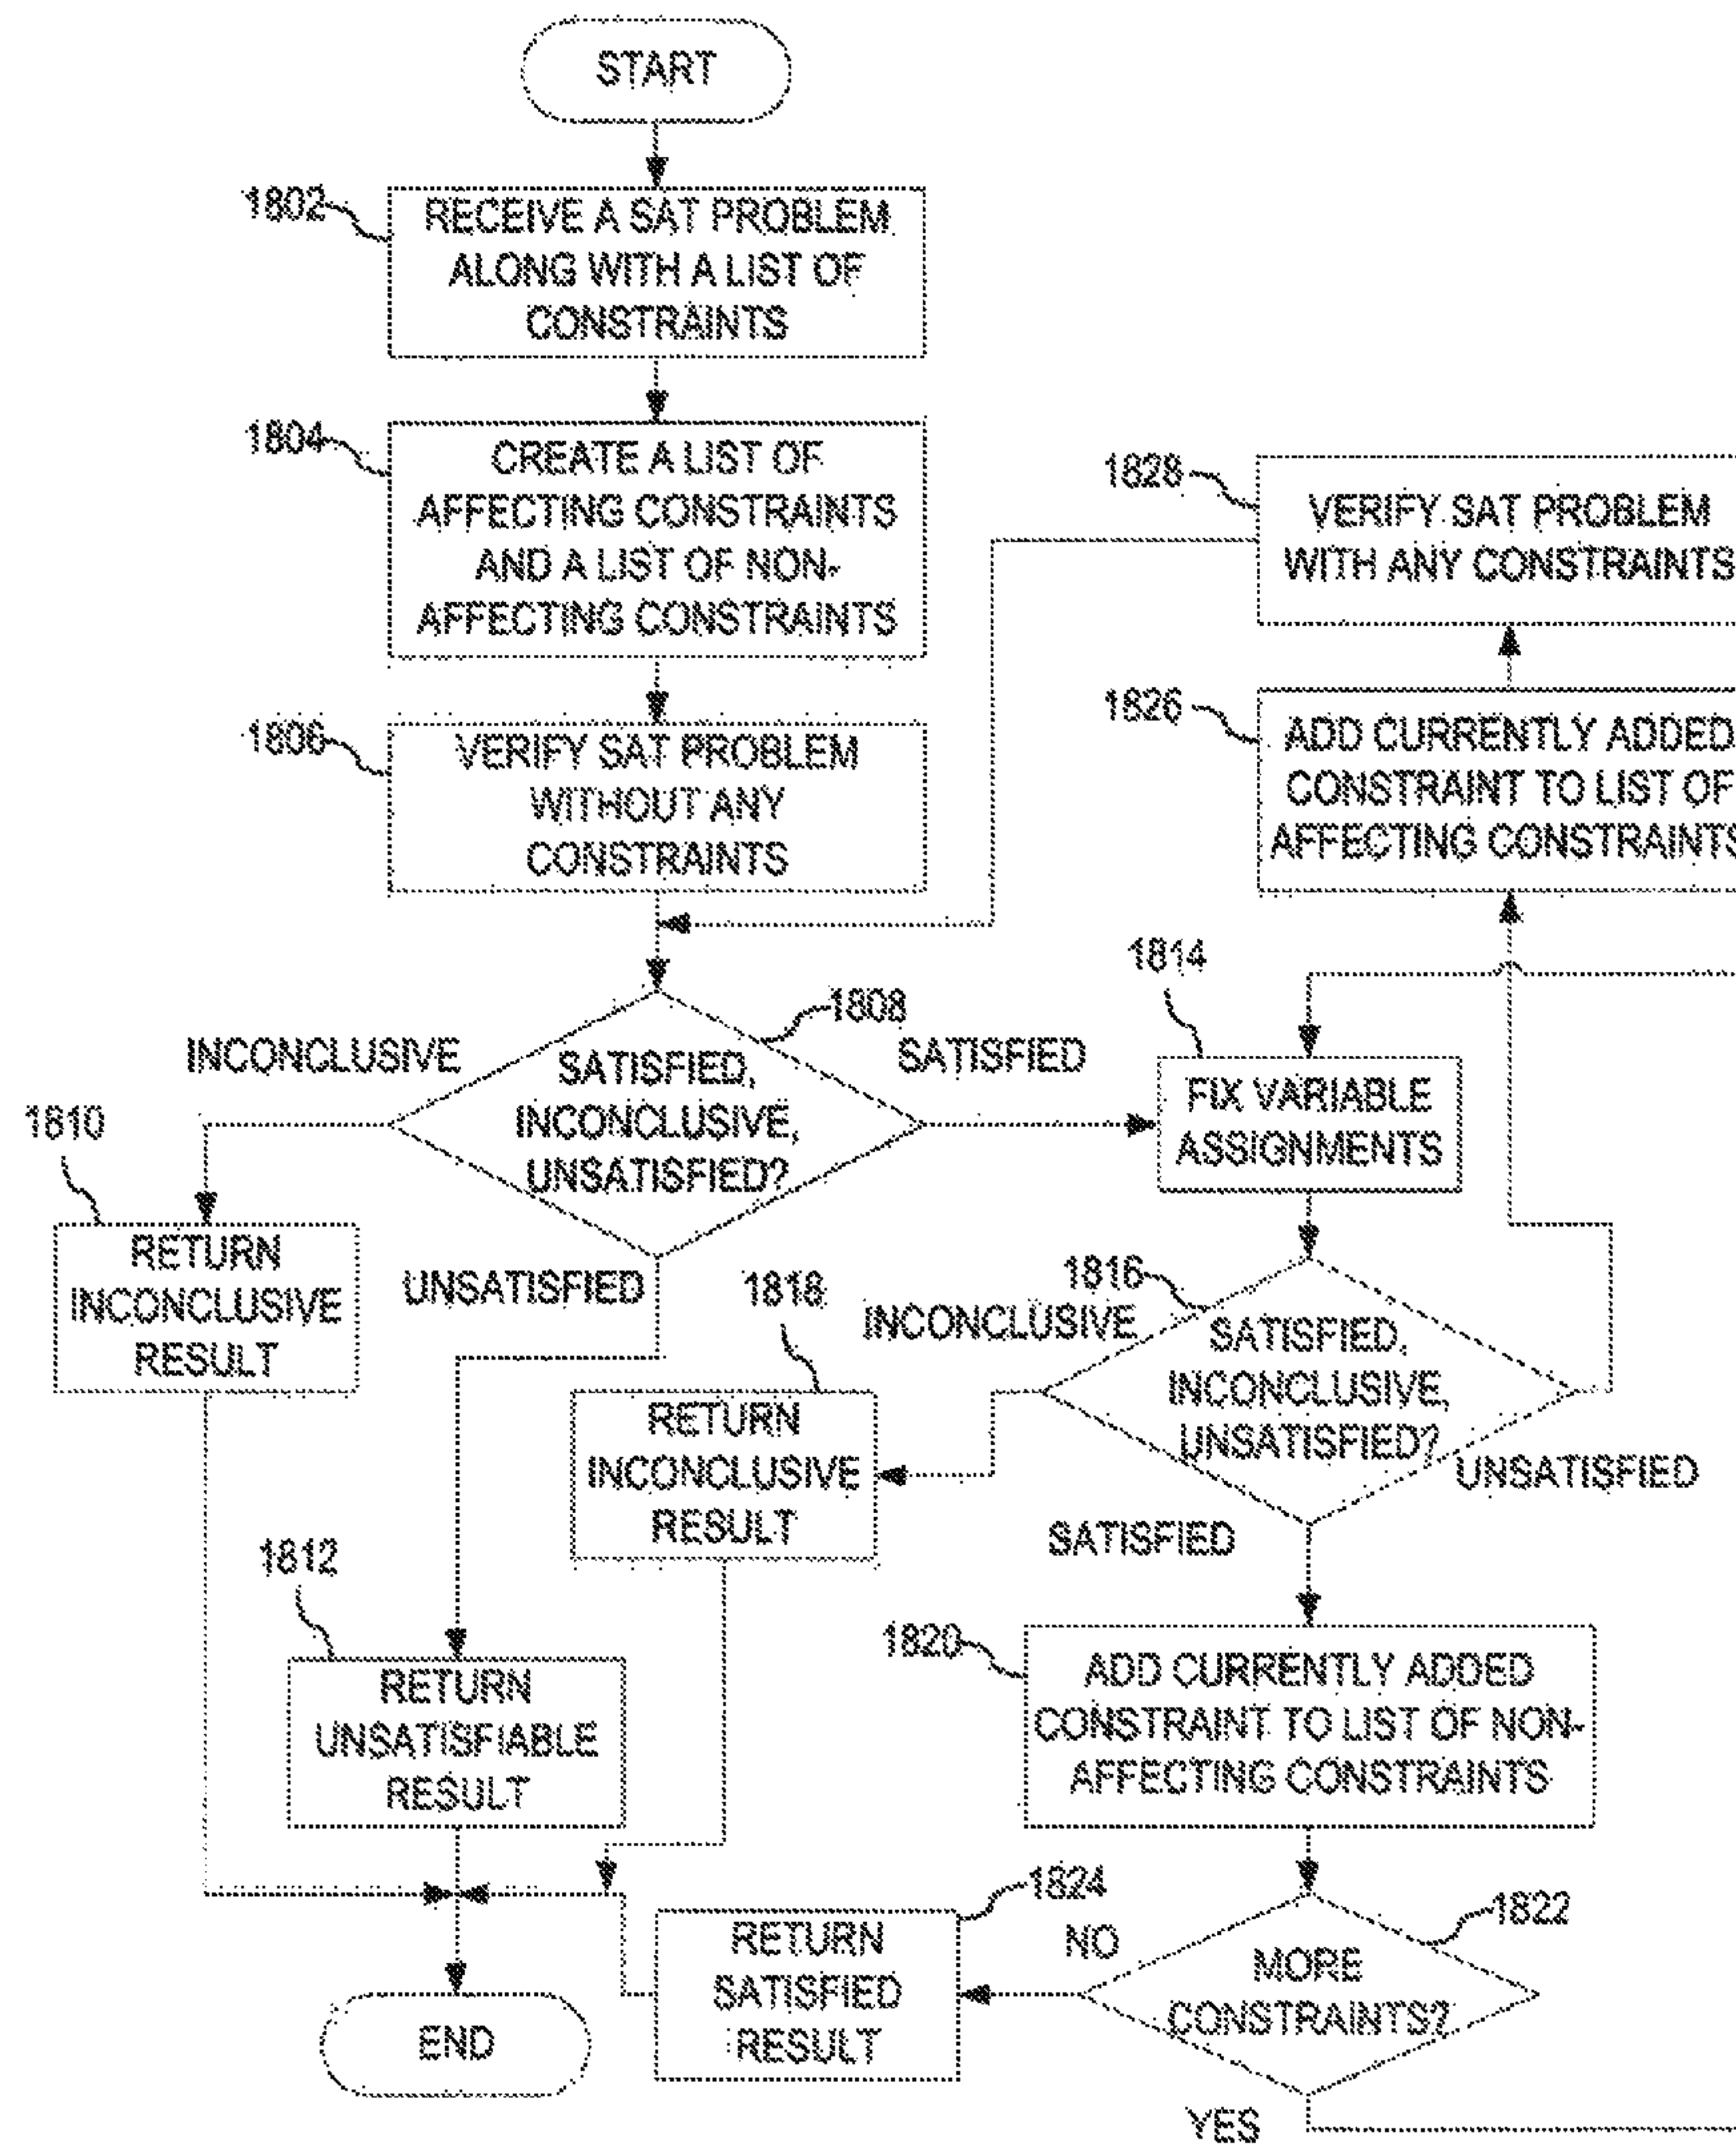 START
1802
RECEIVE A SAT PROBLEM
ALONG WITH A LIST OF
CONSTRAINTS
1804
CREATE A LIST OF
AFFECTING CONSTRAINTS
AND A LIST OF NON-
AFFECTING CONSTRAINTS
1806
VERIFY SAT PROBLEM
WITHOUT ANY
CONSTRAINTS
1808
SATISFIED,
INCONCLUSIVE,
UNSATISFIED?
INCONCLUSIVE
SATISFIED
UNSATISFIED
1810
RETURN
INCONCLUSIVE
RESULT
1812
RETURN
UNSATISFIABLE
RESULT
1814
FIX VARIABLE
ASSIGNMENTS
1816
SATISFIED,
INCONCLUSIVE,
UNSATISFIED?
INCONCLUSIVE
UNSATISFIED
SATISFIED
1818
RETURN
INCONCLUSIVE
RESULT
1820
ADD CURRENTLY ADDED
CONSTRAINT TO LIST OF NON-
AFFECTING CONSTRAINTS
1822
MORE
CONSTRAINTS?
NO
YES
1824
RETURN
SATISFIED
RESULT
1826
ADD CURRENTLY ADDED
CONSTRAINT TO LIST OF
AFFECTING CONSTRAINTS
1828
VERIFY SAT PROBLEM
WITH ANY CONSTRAINTS
END